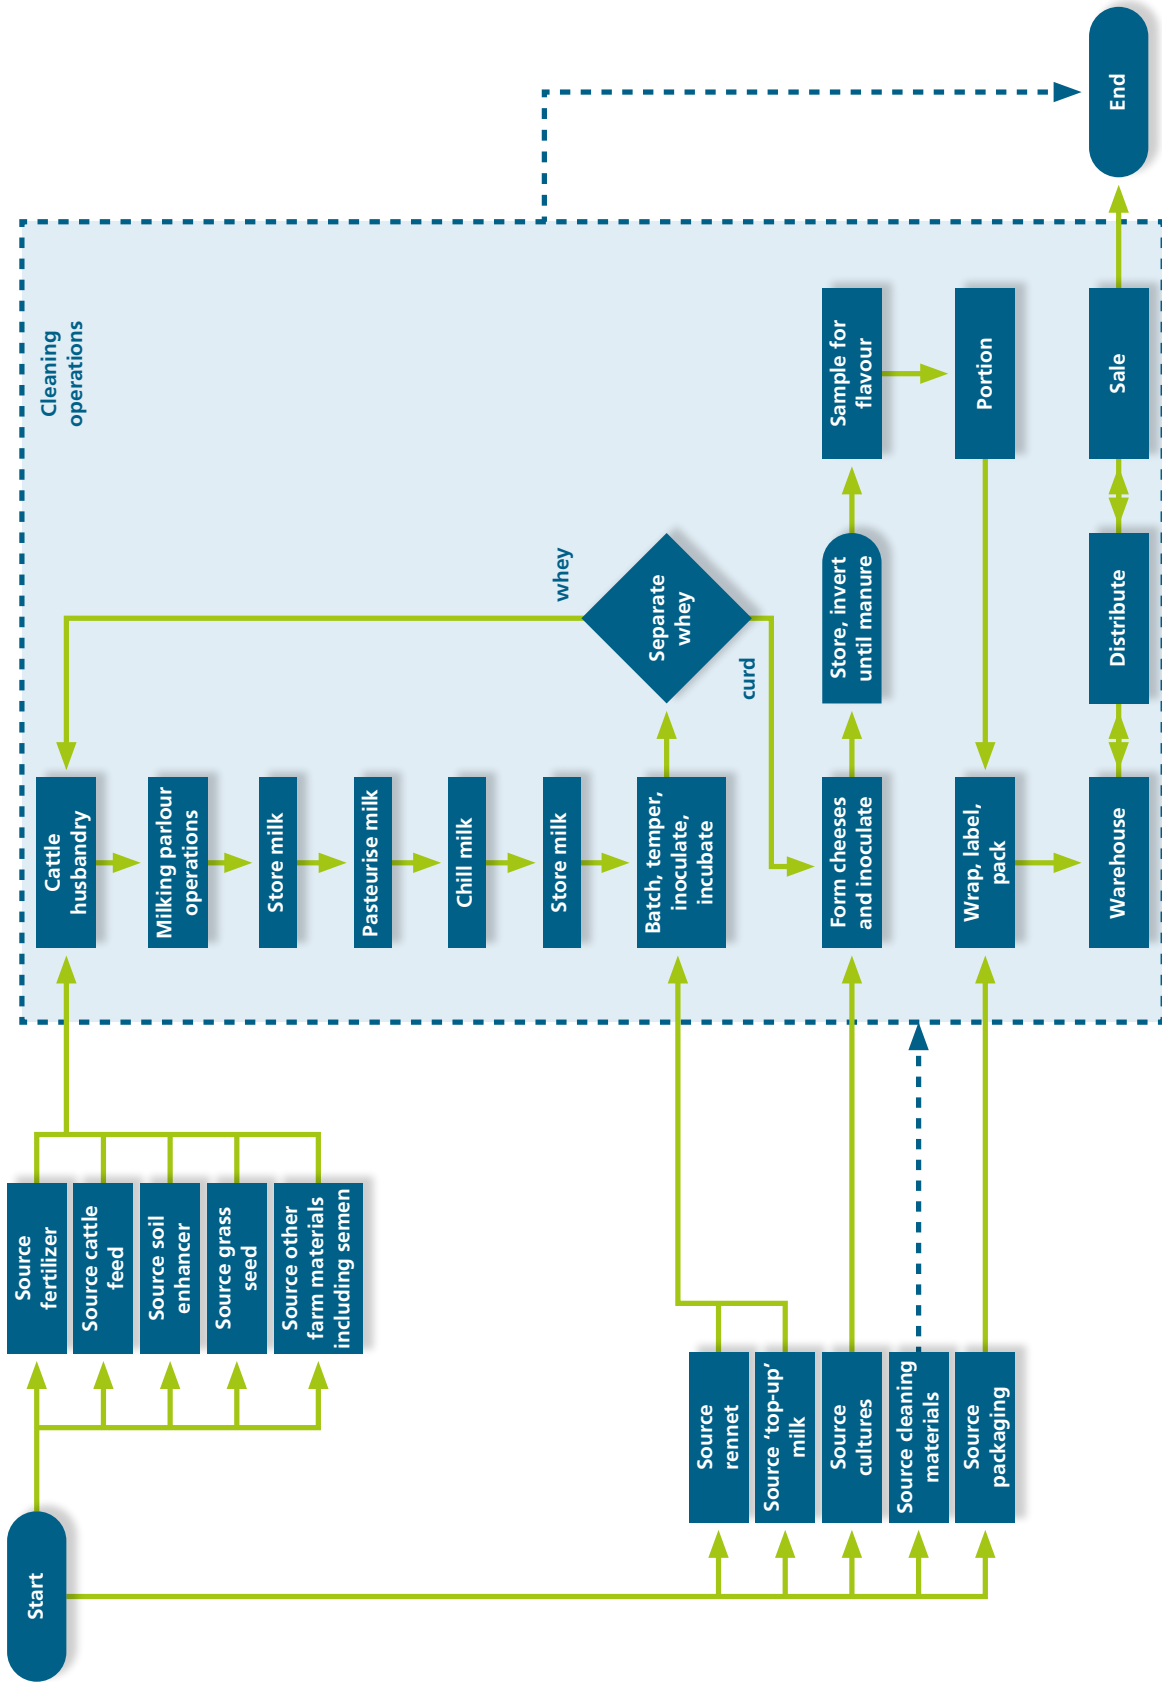 Start
Source
fertilizer
Source cattle
feed
Source soil
enhancer
Source grass
seed
Source other
farm materials
including semen
Source
rennet
Source ‘top-up’
milk
Source
cultures
Source cleaning
materials
Source
packaging
Cleaning
operations
Cattle
husbandry
Milking parlour
operations
Store milk
Pasteurise milk
Chill milk
Store milk
Batch, temper,
inoculate,
incubate
Separate
whey
whey
curd
Form cheeses
and inoculate
Store, invert
until manure
Sample for
flavour
Portion
Wrap, label,
pack
Warehouse
Distribute
Sale
End